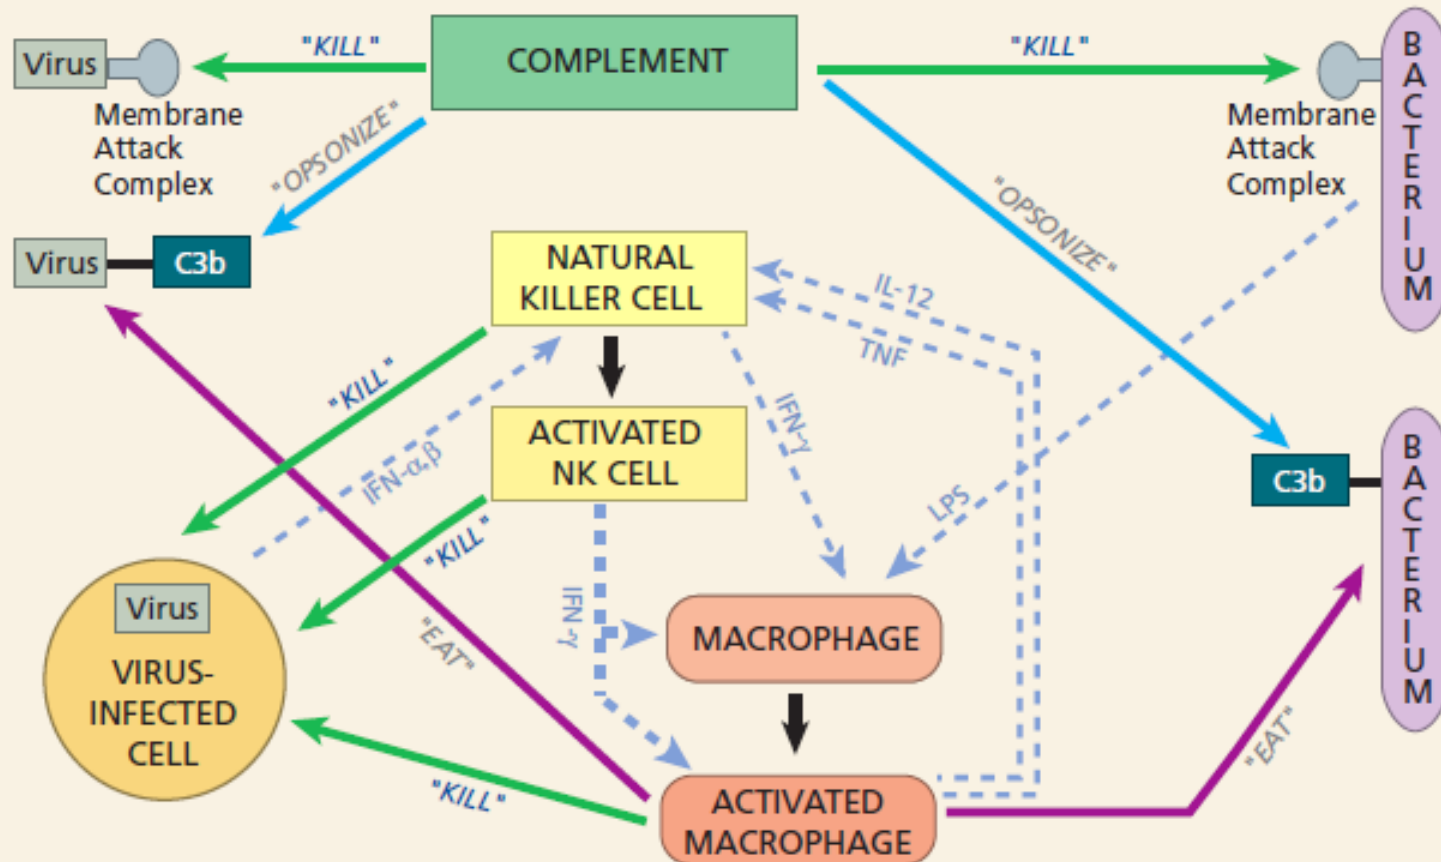 Virus
"KILL"
COMPLEMENT
"KILL"
Membrane
Attack
Complex
"OPSONIZE"
Membrane
Attack
Complex
BACTERIUM
"OPSONIZE"
Virus
C3b
NATURAL
KILLER CELL
IL-12
TNF
"KILL"
IFN-α,β
ACTIVATED
NK CELL
IFN-γ
"KILL"
LPS
C3b
BACTERIUM
Virus
VIRUS-
INFECTED
CELL
IFN-γ
"EAT"
MACROPHAGE
"KILL"
ACTIVATED
MACROPHAGE
"EAT"